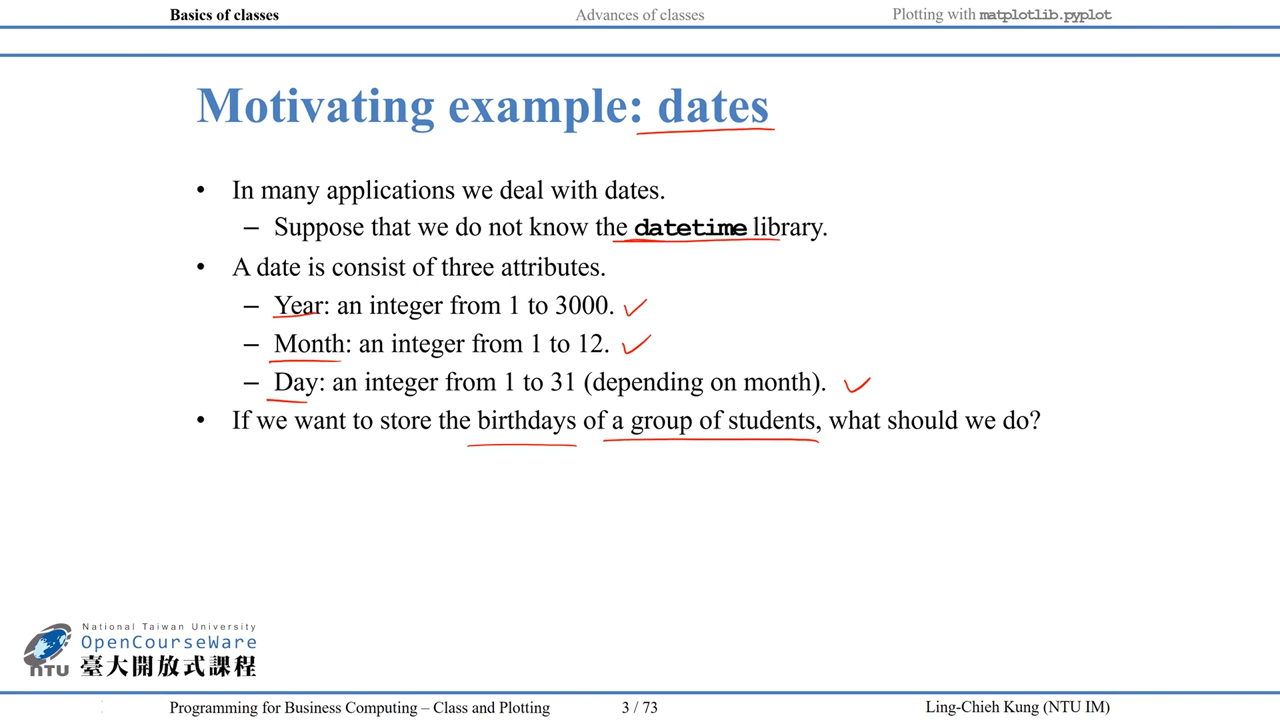 Basics of classes
Advances of classes
Plotting with matplotlib.pyplot
Motivating example: dates
• In many applications we deal with dates.
– Suppose that we do not know the datetime library.
• A date is consist of three attributes.
– Year: an integer from 1 to 3000.
– Month: an integer from 1 to 12.
– Day: an integer from 1 to 31 (depending on month).
• If we want to store the birthdays of a group of students, what should we do?
National Taiwan University
OpenCourseWare
NTU 臺大開放式課程
Programming for Business Computing – Class and Plotting
3 / 73
Ling-Chieh Kung (NTU IM)